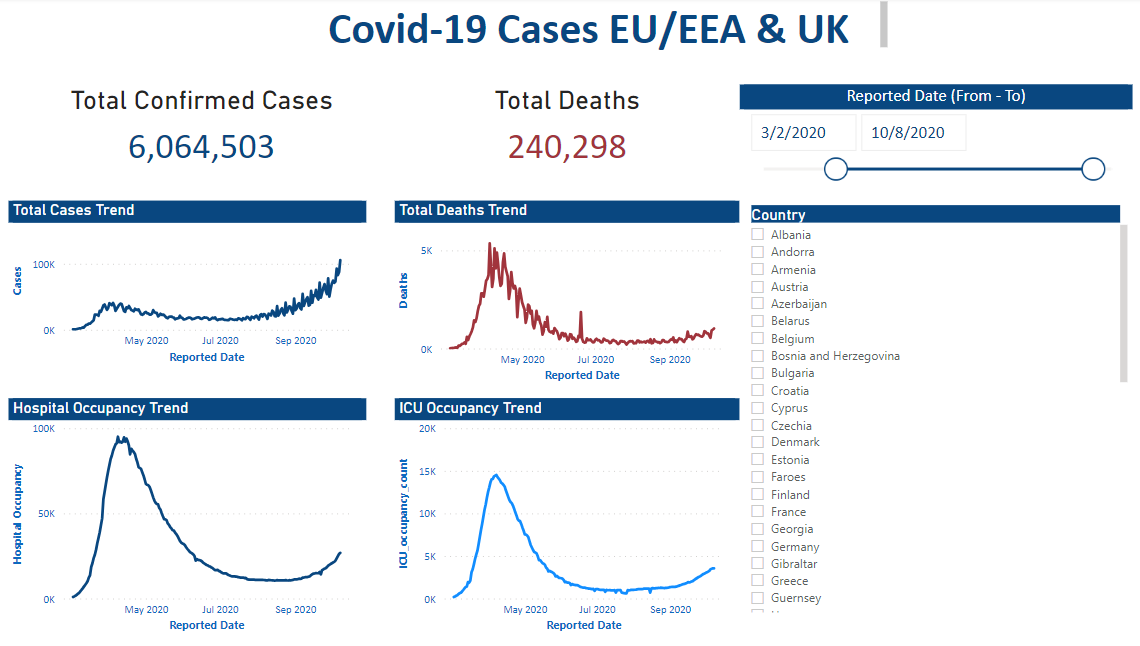 Covid-19 Cases EU/EEA & UK
Total Confirmed Cases
6,064,503
Total Deaths
240,298
Reported Date (From - To)
3/2/2020 10/8/2020
Total Cases Trend
Cases
100K
0K
May 2020 Jul 2020 Sep 2020
Reported Date
Total Deaths Trend
Deaths
5K
0K
May 2020 Jul 2020 Sep 2020
Reported Date
Hospital Occupancy Trend
Hospital Occupancy
100K
50K
0K
May 2020 Jul 2020 Sep 2020
Reported Date
ICU Occupancy Trend
ICU_occupancy_count
20K
15K
10K
5K
0K
May 2020 Jul 2020 Sep 2020
Reported Date
Country
Albania
Andorra
Armenia
Austria
Azerbaijan
Belarus
Belgium
Bosnia and Herzegovina
Bulgaria
Croatia
Cyprus
Czechia
Denmark
Estonia
Faroes
Finland
France
Georgia
Germany
Gibraltar
Greece
Guernsey